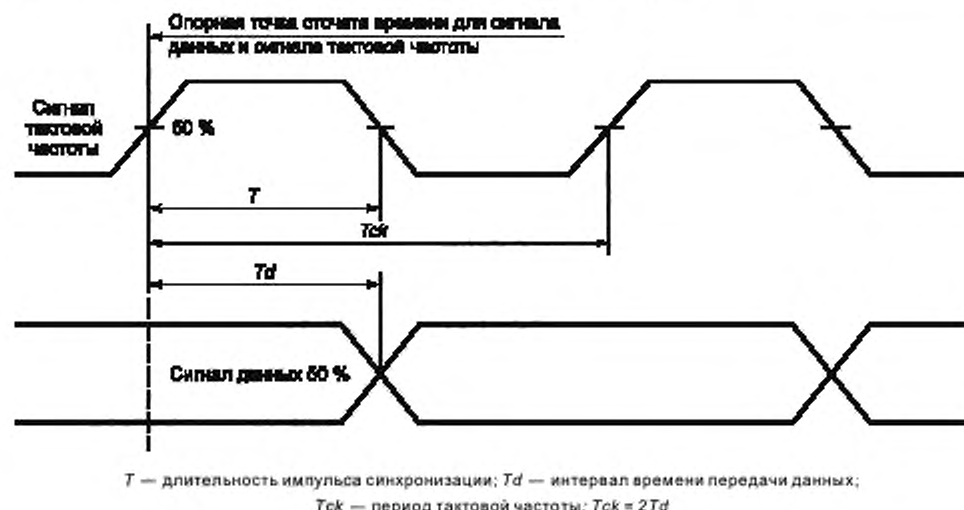 Опорная точка отсчета времени для сигнала
данных и сигнала тактовой частоты
Сигнал
тактовой
частоты
50 %
T
Tck
Td
Сигнал данных 50 %
T — длительность импульса синхронизации; Td — интервал времени передачи данных;
Tck — период тактовой частоты; Tck = 2Td